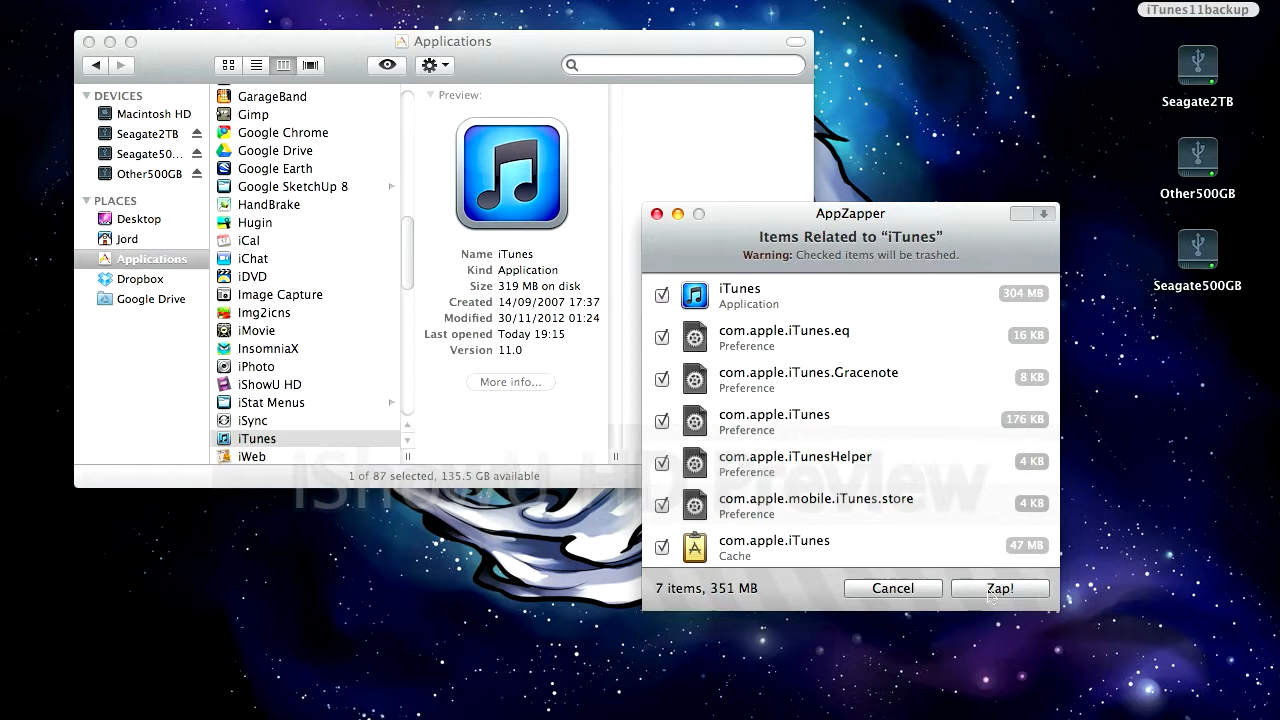 iTunes11backup
Applications
DEVICES
Macintosh HD
Seagate2TB
Seagate50...
Other500GB
PLACES
Desktop
Jord
Applications
Dropbox
Google Drive
GarageBand
Gimp
Google Chrome
Google Drive
Google Earth
Google SketchUp 8
HandBrake
Hugin
iCal
iChat
iDVD
Image Capture
Img2icns
iMovie
InsomniaX
iPhoto
iShowU HD
iStat Menus
iSync
iTunes
iWeb
Preview:
Name iTunes
Kind Application
Size 319 MB on disk
Created 14/09/2007 17:37
Modified 30/11/2012 01:24
Last opened Today 19:15
Version 11.0
More info...
1 of 87 selected, 135.5 GB available
AppZapper
Items Related to “iTunes”
Warning: Checked items will be trashed.
iTunes 304 MB
Application
com.apple.iTunes.eq 16 KB
Preference
com.apple.iTunes.Gracenote 8 KB
Preference
com.apple.iTunes 176 KB
Preference
com.apple.iTunesHelper 4 KB
Preference
com.apple.mobile.iTunes.store 4 KB
Preference
com.apple.iTunes 47 MB
Cache
7 items, 351 MB
Cancel
Zap!
Seagate2TB
Other500GB
Seagate500GB
iShowU HD Preview